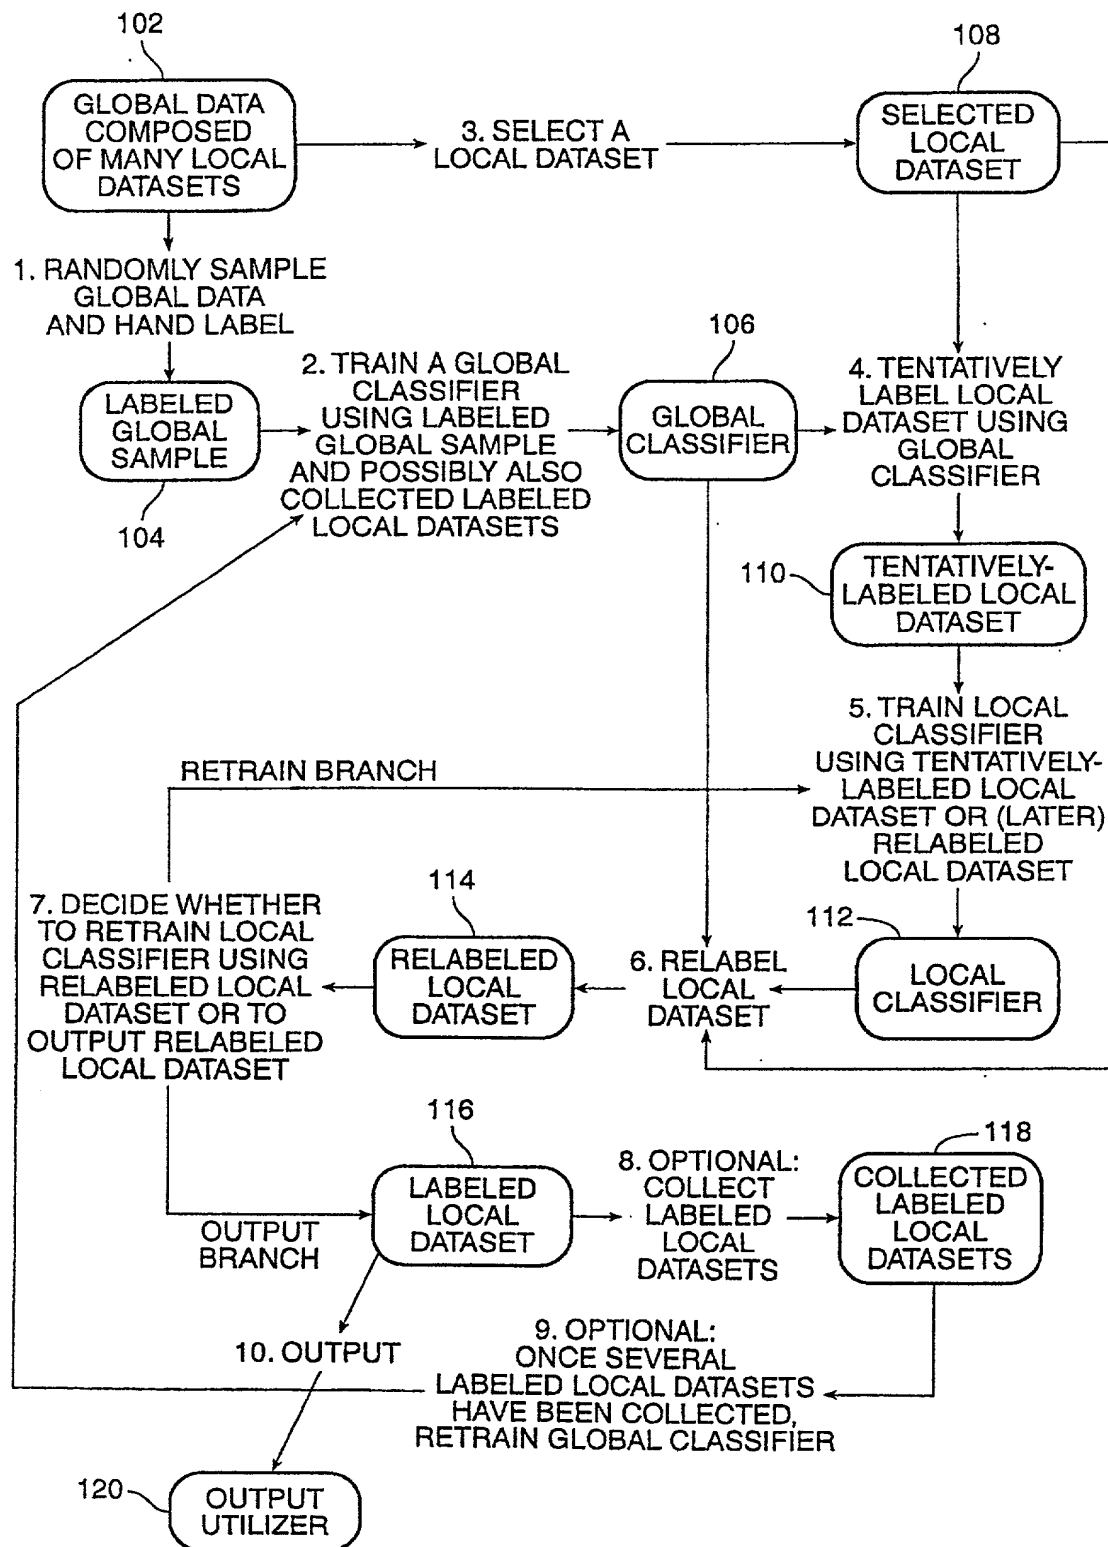 102
GLOBAL DATA
COMPOSED
OF MANY LOCAL
DATASETS
3. SELECT A
LOCAL DATASET
108
SELECTED
LOCAL
DATASET
1. RANDOMLY SAMPLE
GLOBAL DATA
AND HAND LABEL
LABELED
GLOBAL
SAMPLE
104
2. TRAIN A GLOBAL
CLASSIFIER
USING LABELED
GLOBAL SAMPLE
AND POSSIBLY ALSO
COLLECTED LABELED
LOCAL DATASETS
106
GLOBAL
CLASSIFIER
4. TENTATIVELY
LABEL LOCAL
DATASET USING
GLOBAL
CLASSIFIER
110
TENTATIVELY-
LABELED LOCAL
DATASET
5. TRAIN LOCAL
CLASSIFIER
USING TENTATIVELY-
LABELED LOCAL
DATASET OR (LATER)
RELABELED
LOCAL DATASET
RETRAIN BRANCH
112
LOCAL
CLASSIFIER
6. RELABEL
LOCAL
DATASET
114
RELABELED
LOCAL
DATASET
7. DECIDE WHETHER
TO RETRAIN LOCAL
CLASSIFIER USING
RELABELED LOCAL
DATASET OR TO
OUTPUT RELABELED
LOCAL DATASET
OUTPUT
BRANCH
116
LABELED
LOCAL
DATASET
8. OPTIONAL:
COLLECT
LABELED
LOCAL
DATASETS
118
COLLECTED
LABELED
LOCAL
DATASETS
9. OPTIONAL:
ONCE SEVERAL
LABELED LOCAL DATASETS
HAVE BEEN COLLECTED,
RETRAIN GLOBAL CLASSIFIER
10. OUTPUT
120
OUTPUT
UTILIZER